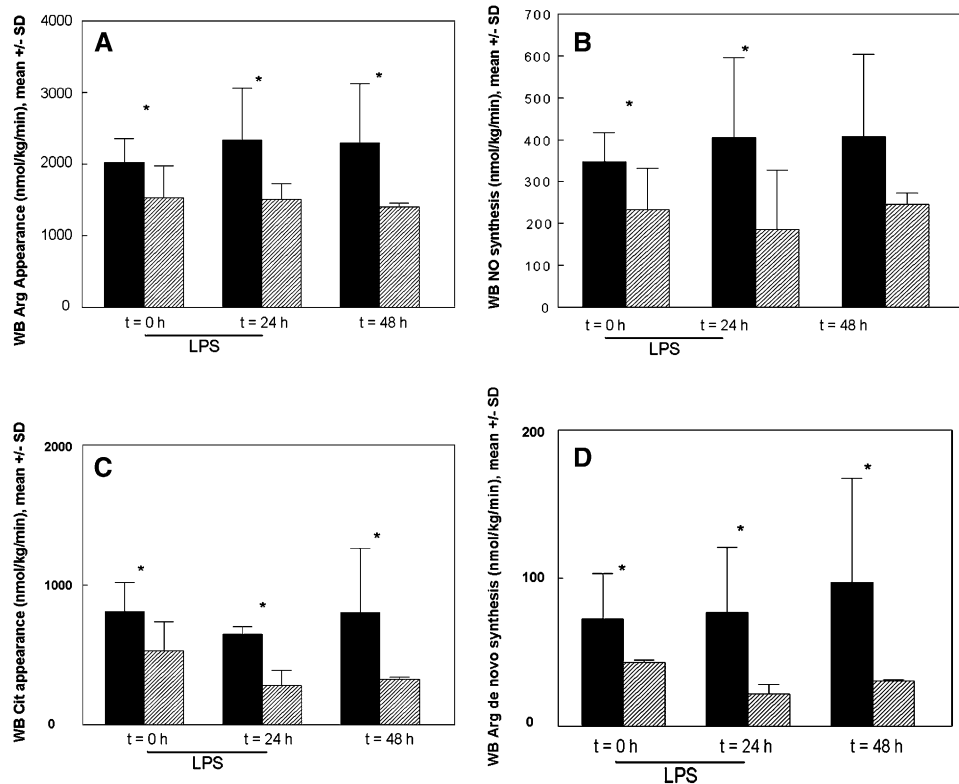 A
WB Arg Appearance (nmol/kg/min), mean +/- SD
4000
3000
2000
1000
0
*
*
*
t = 0 h
t = 24 h
t = 48 h
LPS
B
WB NO synthesis (nmol/kg/min), mean +/- SD
700
600
500
400
300
200
100
0
*
*
t = 0 h
t = 24 h
t = 48 h
LPS
C
WB Cit appearance (nmol/kg/min), mean +/- SD
2000
1000
0
*
*
*
t = 0 h
t = 24 h
t = 48 h
LPS
D
WB Arg de novo synthesis (nmol/kg/min), mean +/- SD
200
100
0
*
*
*
t = 0 h
t = 24 h
t = 48 h
LPS